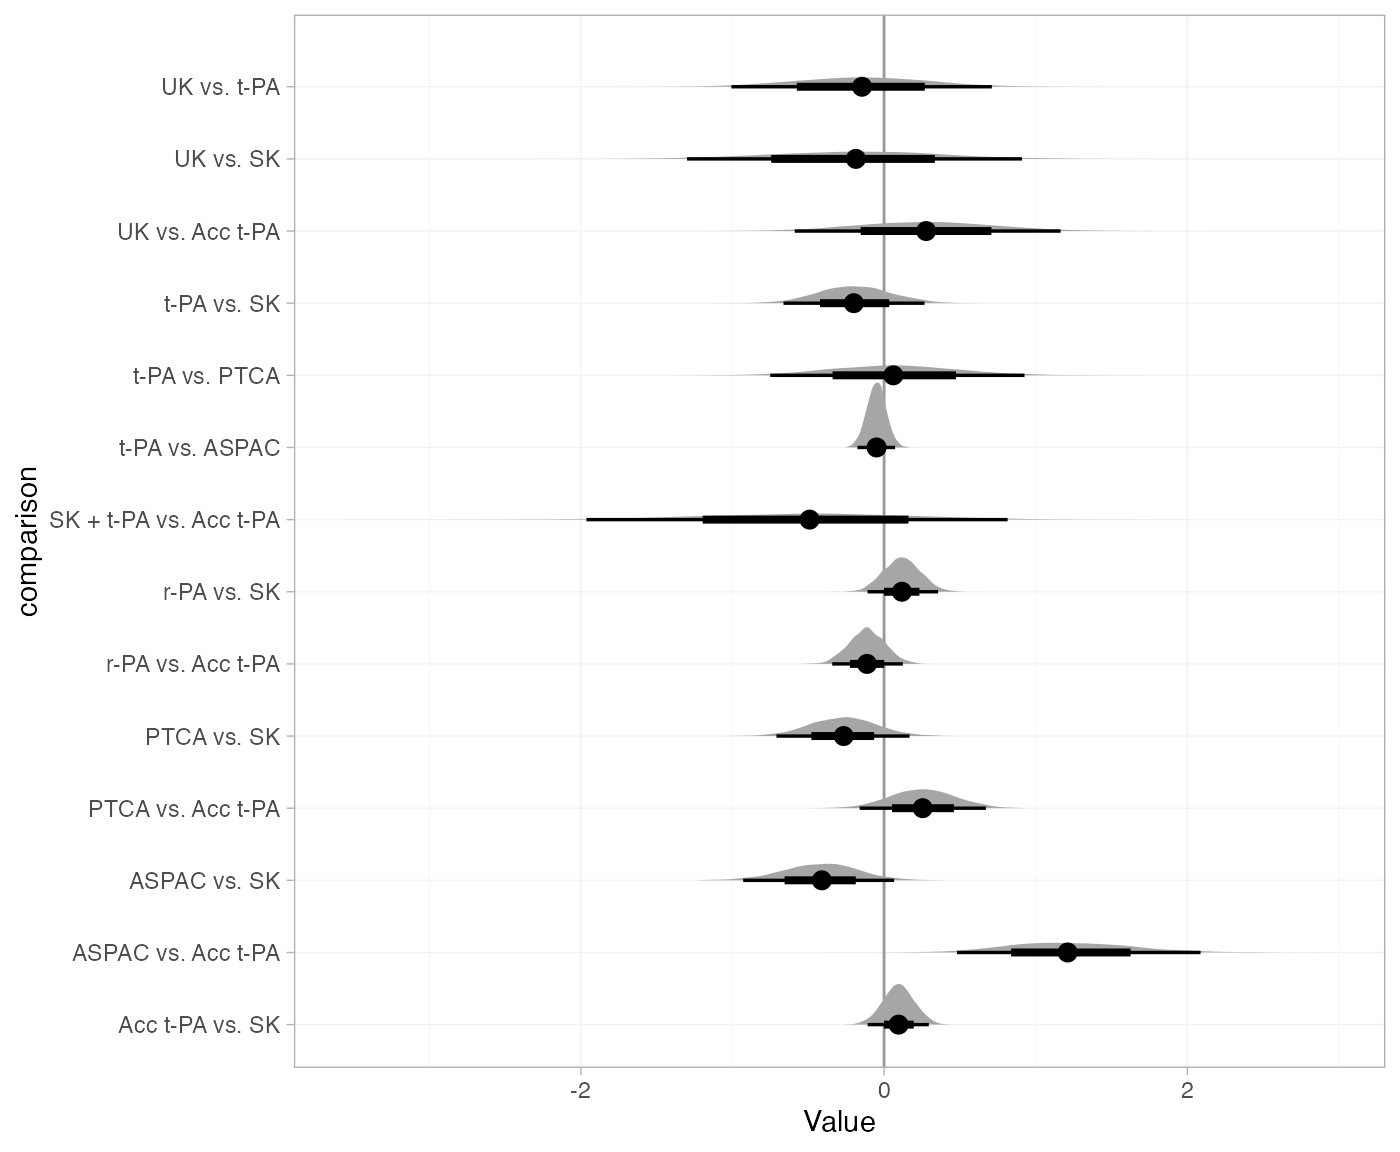 UK vs. t-PA
UK vs. SK
UK vs. Acc t-PA
t-PA vs. SK
t-PA vs. PTCA
t-PA vs. ASPAC
SK + t-PA vs. Acc t-PA
r-PA vs. SK
r-PA vs. Acc t-PA
PTCA vs. SK
PTCA vs. Acc t-PA
ASPAC vs. SK
ASPAC vs. Acc t-PA
Acc t-PA vs. SK
comparison
-2 0 2
Value